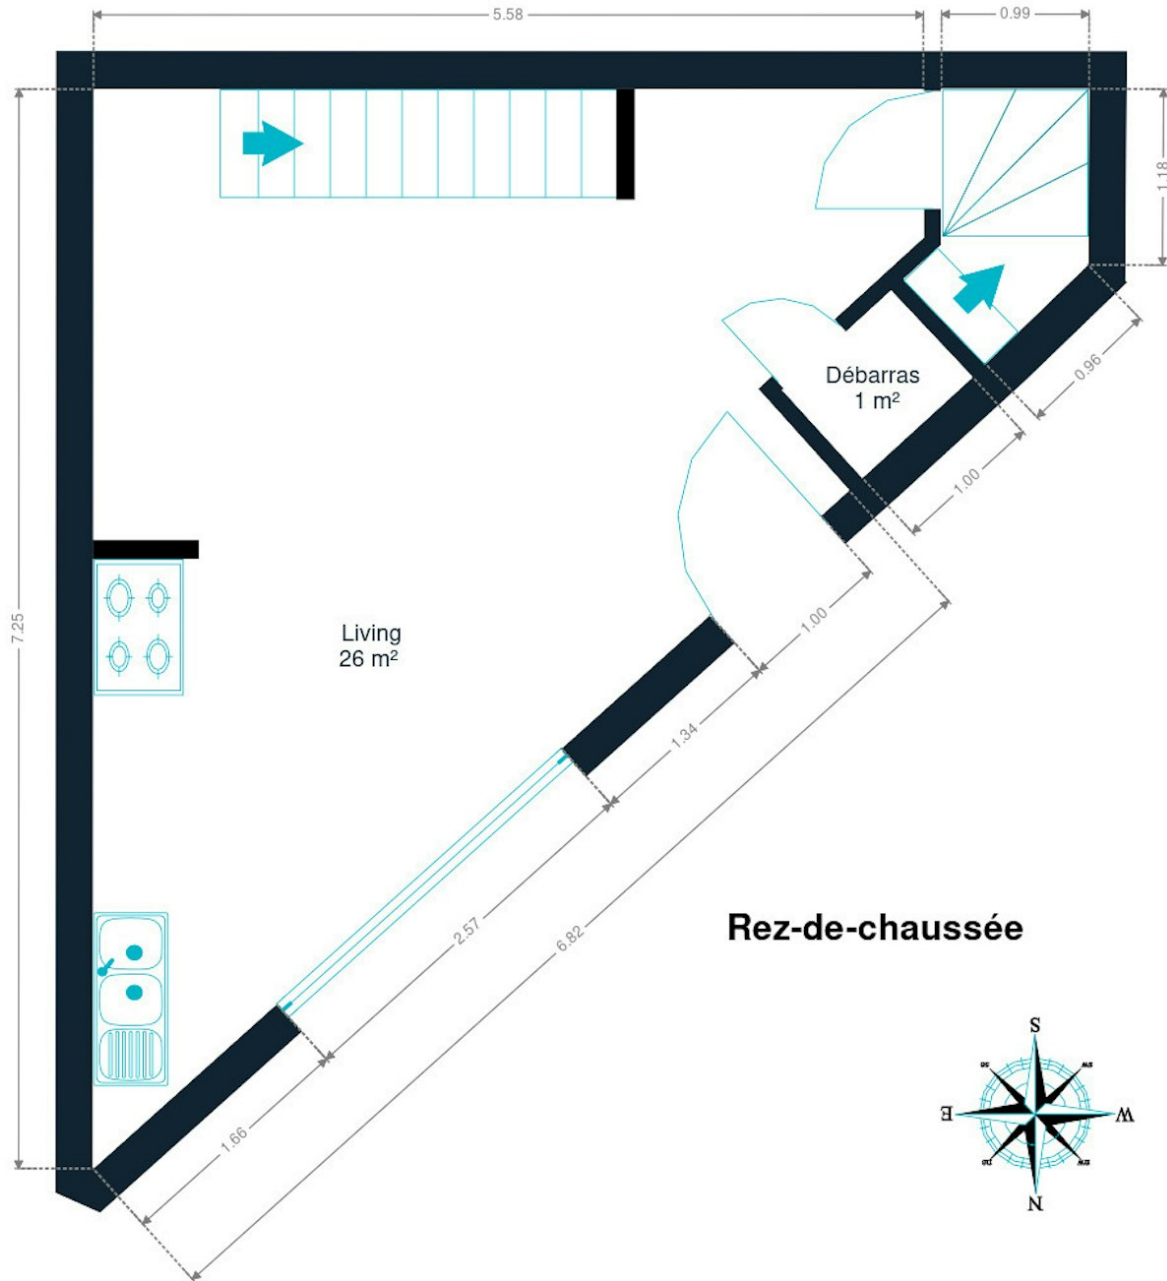 5.58
0.99
7.25
1.18
0.96
Débarras
1 m²
1.00
1.00
Living
26 m²
1.34
2.57
6.82
Rez-de-chaussée
1.66
S
E
W
N